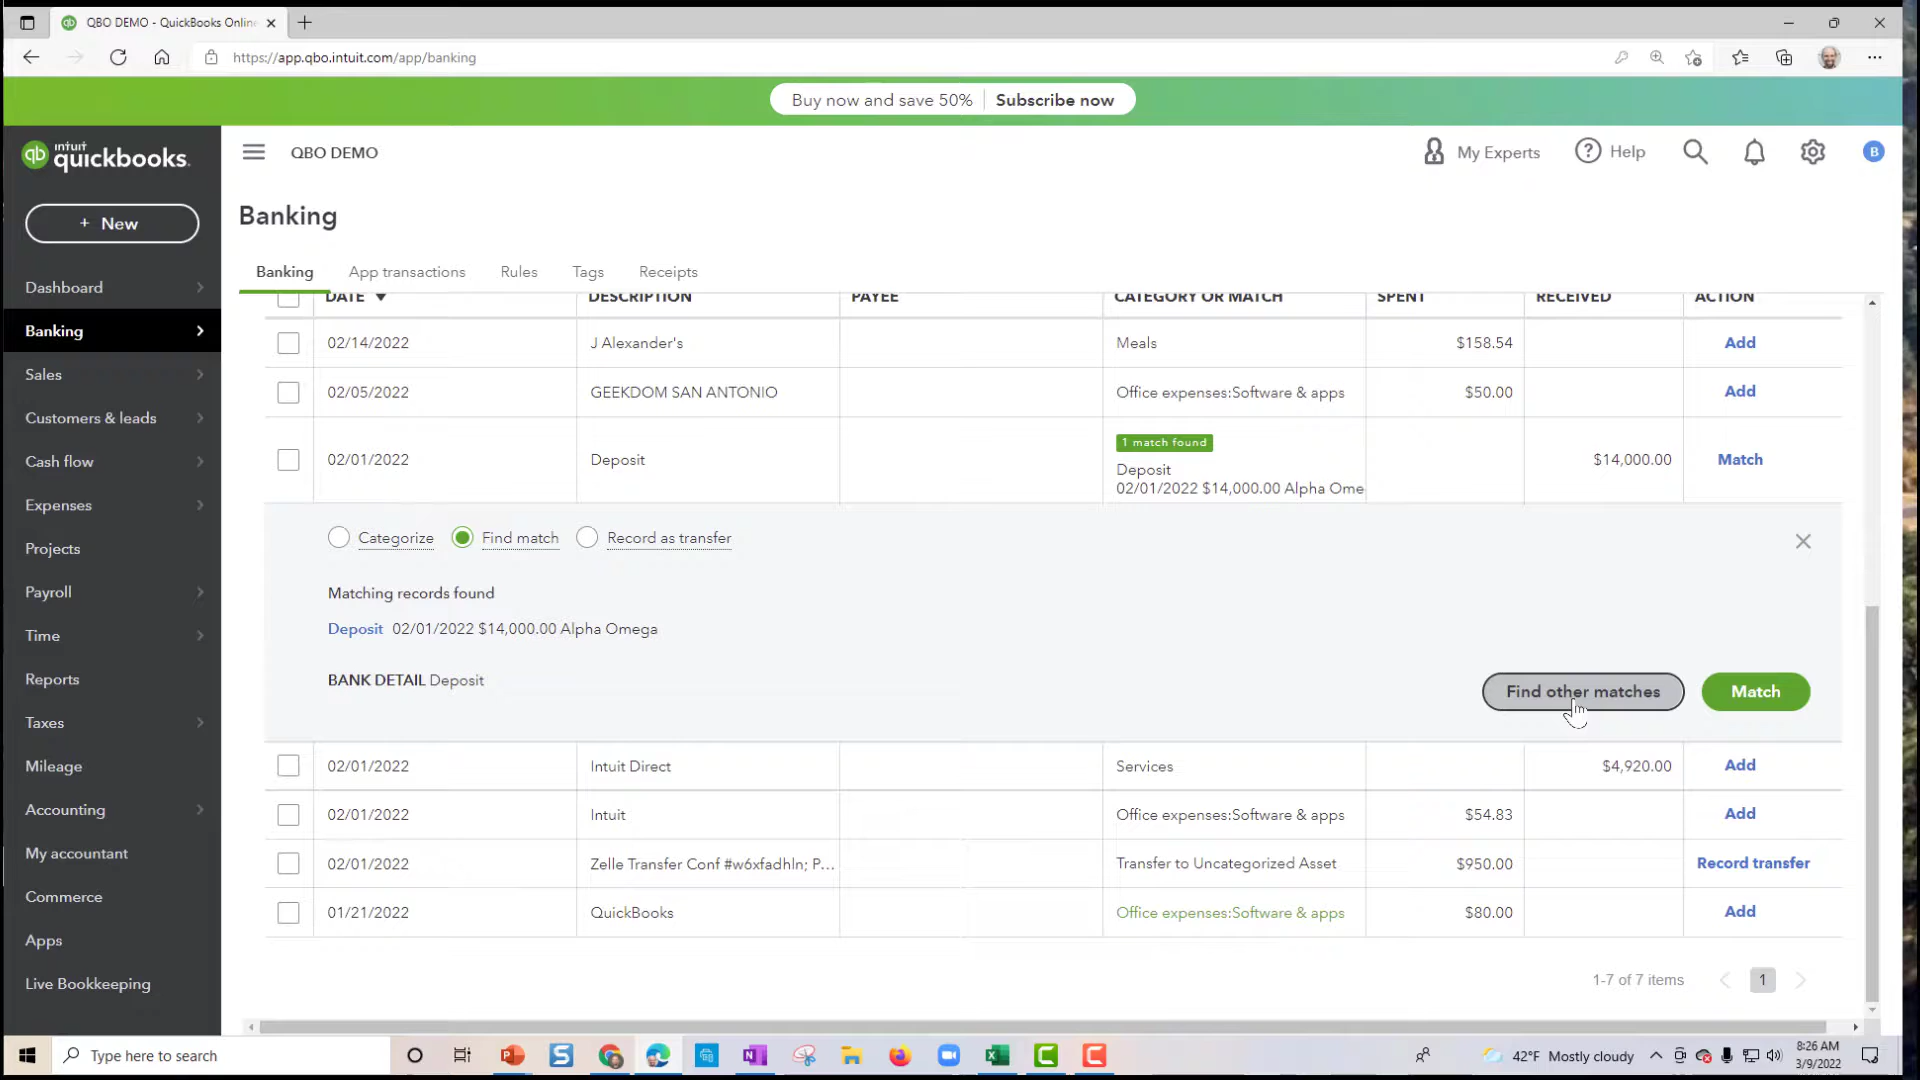 QBO DEMO - QuickBooks Online
https://app.qbo.intuit.com/app/banking
Buy now and save 50% Subscribe now
intuit quickbooks.
QBO DEMO
My Experts
Help
B
+ New
Banking
Banking App transactions Rules Tags Receipts
Dashboard
Banking
Sales
Customers & leads
Cash flow
Expenses
Projects
Payroll
Time
Reports
Taxes
Mileage
Accounting
My accountant
Commerce
Apps
Live Bookkeeping
DATE DESCRIPTION PAYEE CATEGORY OR MATCH SPENT RECEIVED ACTION
02/14/2022 J Alexander's Meals $158.54 Add
02/05/2022 GEEKDOM SAN ANTONIO Office expenses:Software & apps $50.00 Add
1 match found
02/01/2022 Deposit Deposit $14,000.00 Match
02/01/2022 $14,000.00 Alpha Ome
Categorize Find match Record as transfer
Matching records found
Deposit 02/01/2022 $14,000.00 Alpha Omega
BANK DETAIL Deposit
Find other matches Match
02/01/2022 Intuit Direct Services $4,920.00 Add
02/01/2022 Intuit Office expenses:Software & apps $54.83 Add
02/01/2022 Zelle Transfer Conf #w6xfadhln; P... Transfer to Uncategorized Asset $950.00 Record transfer
01/21/2022 QuickBooks Office expenses:Software & apps $80.00 Add
1-7 of 7 items 1
Type here to search
42°F Mostly cloudy
8:26 AM
3/9/2022